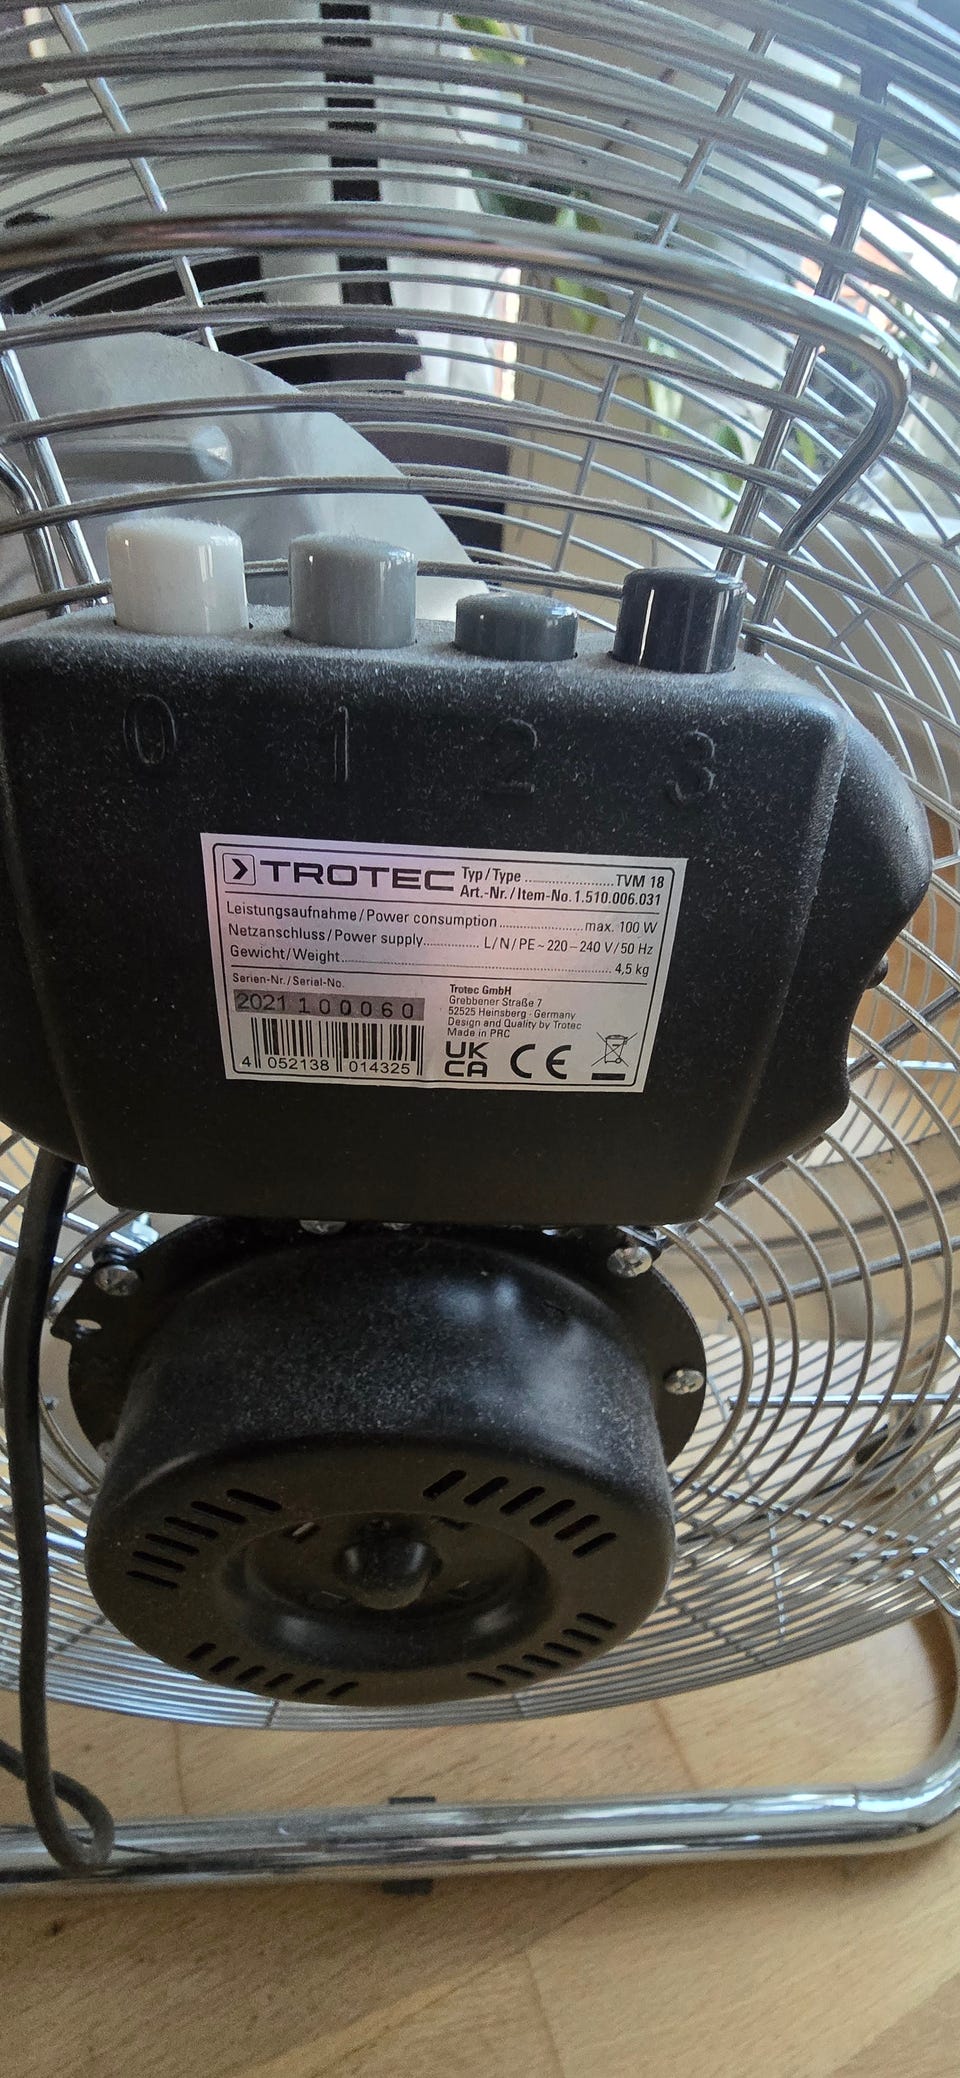 0 1 2 3
TROTEC
Typ/Type ........................TVM 18
Art.-Nr./Item-No.1.510.006.031
Leistungsaufnahme/Power consumption........................max. 100 W
Netzanschluss/Power supply............... L/N/PE~220–240 V/50 Hz
Gewicht/Weight........................................................................ 4,5 kg
Serien-Nr./Serial-No.
2021 100060
4 052138 014325
Trotec GmbH
Grebbener Straße 7
52525 Heinsberg · Germany
Design and Quality by Trotec
Made in PRC
UK
CA CE